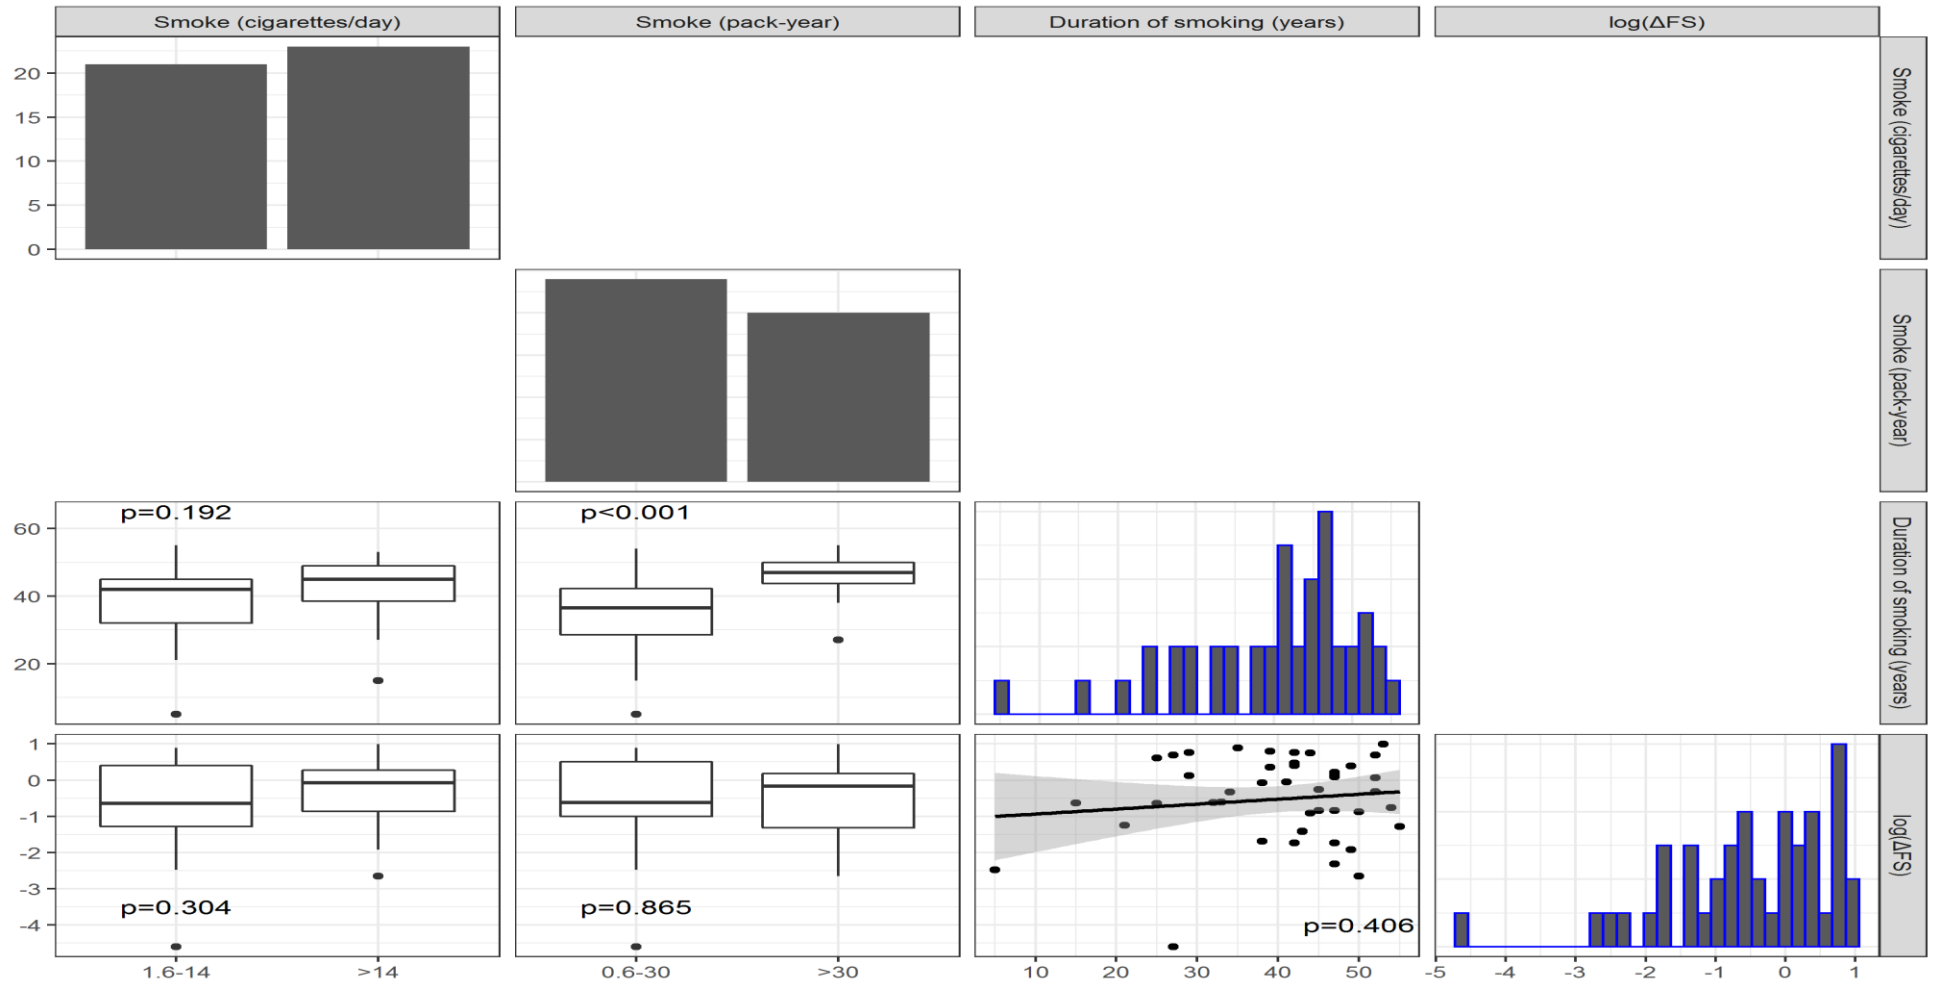 Smoke (cigarettes/day) Smoke (pack-year) Duration of smoking (years) log(ΔFS)
20
15
10
5
0
Smoke (cigarettes/day)
Smoke (pack-year)
p=0.192 p<0.001
60
40
20
Duration of smoking (years)
1
0
-1
-2
-3
-4
p=0.304 p=0.865 p=0.406
log(ΔFS)
1.6-14 >14 0.6-30 >30 10 20 30 40 50 -5 -4 -3 -2 -1 0 1